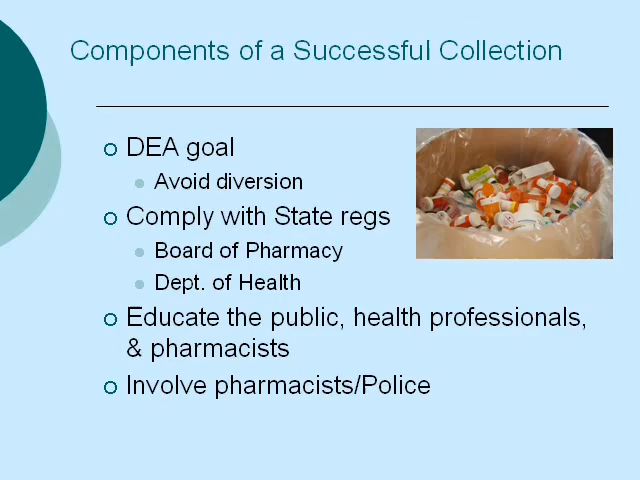 Components of a Successful Collection
DEA goal
Avoid diversion
Comply with State regs
Board of Pharmacy
Dept. of Health
Educate the public, health professionals,
& pharmacists
Involve pharmacists/Police